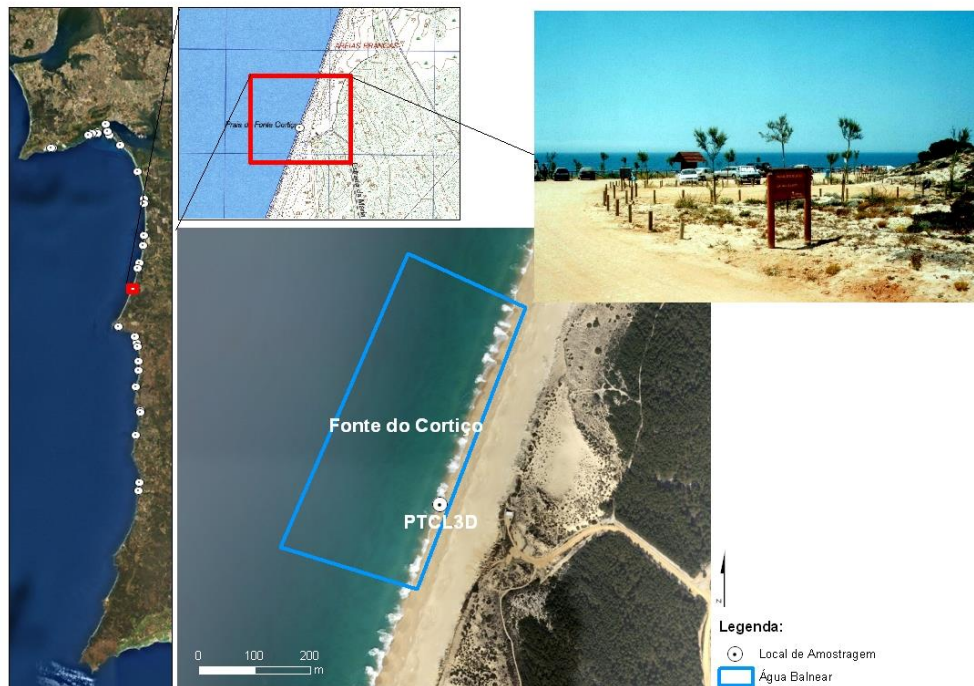 AREIAS BRANCAS
Praia da Fonte Cortiço
Fonte do Cortiço
PTCL3D
0 100 200
m
N
Legenda:
Local de Amostragem
Água Balnear